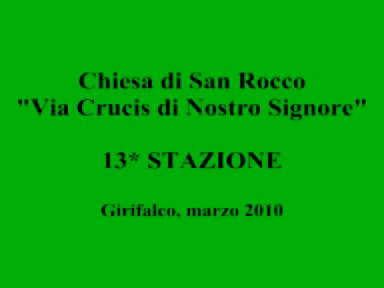 Chiesa di San Rocco
"Via Crucis di Nostro Signore"
13* STAZIONE
Girifalco, marzo 2010